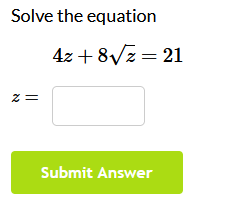 Solve the equation
4z + 8√z = 21
z =
Submit Answer